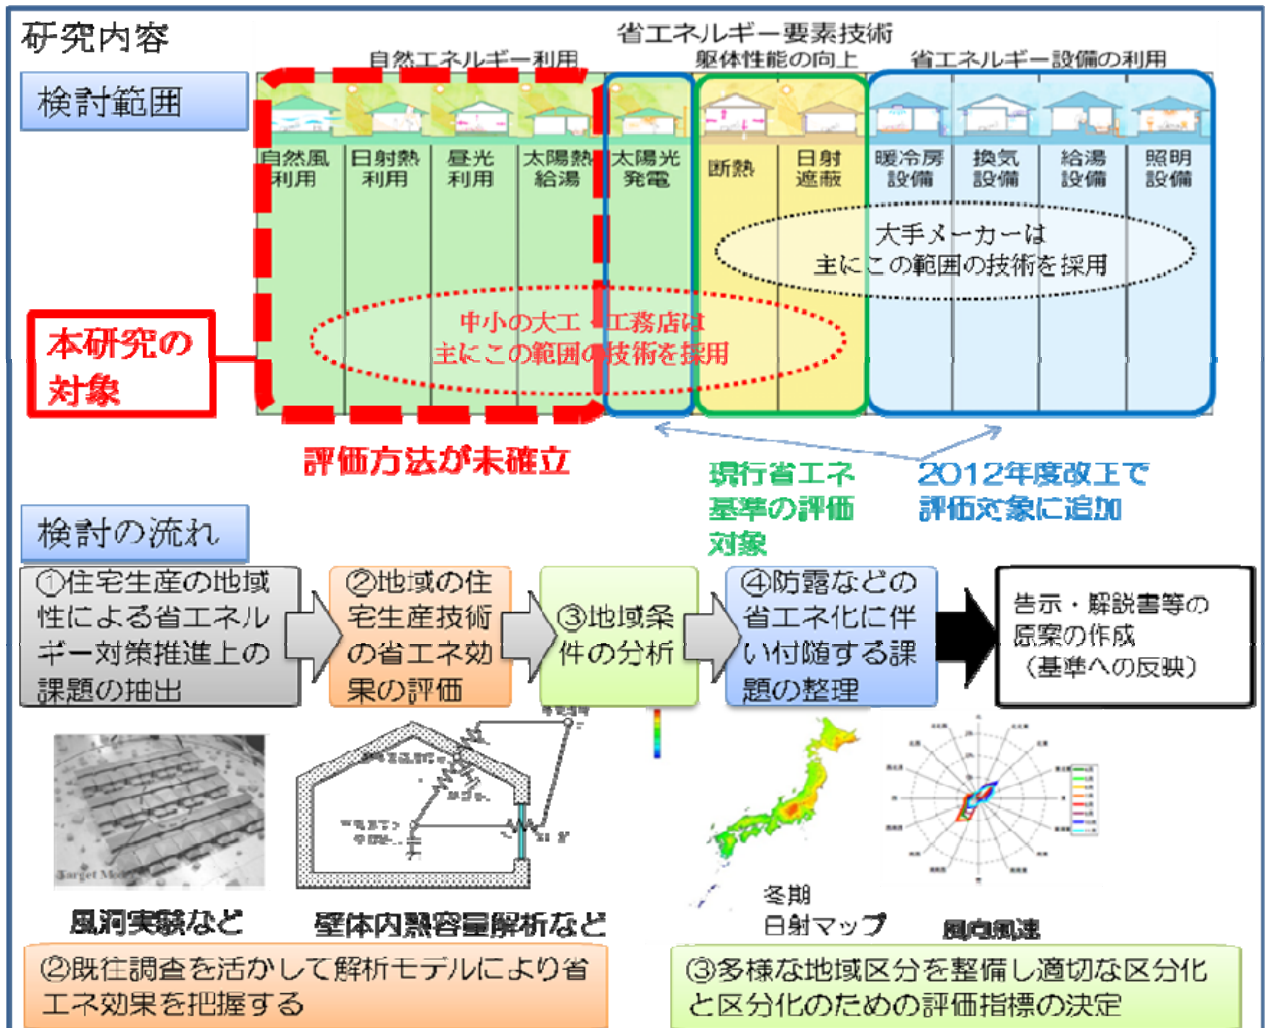 研究内容
省エネルギー要素技術
自然エネルギー利用
躯体性能の向上
省エネルギー設備の利用
検討範囲
自然風
利用
日射熱
利用
昼光
利用
太陽熱
給湯
太陽光
発電
断熱
日射
遮蔽
暖冷房
設備
換気
設備
給湯
設備
照明
設備
大手メーカーは
主にこの範囲の技術を採用
中小の大工・工務店は
主にこの範囲の技術を採用
本研究の
対象
評価方法が未確立
現行省エネ
基準の評価
対象
2012年度改正で
評価対象に追加
検討の流れ
①住宅生産の地域
性による省エネル
ギー対策推進上の
課題の抽出
②地域の住
宅生産技術
の省エネ効
果の評価
③地域条
件の分析
④防露などの
省エネ化に伴
い付随する課
題の整理
告示・解説書等の
原案の作成
（基準への反映）
Target Mo
風洞実験など
壁体内熱容量解析など
冬期
日射マップ
風向風速
②既往調査を活かして解析モデルにより省
エネ効果を把握する
③多様な地域区分を整備し適切な区分化
と区分化のための評価指標の決定